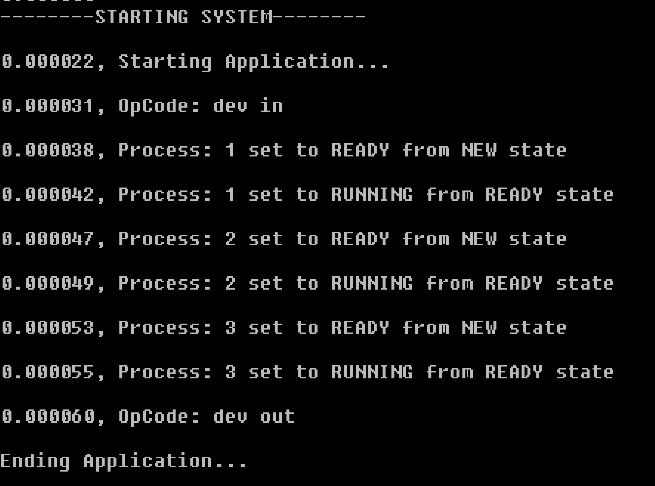 --------STARTING SYSTEM--------
0.000022, Starting Application...
0.000031, OpCode: dev in
0.000038, Process: 1 set to READY from NEW state
0.000042, Process: 1 set to RUNNING from READY state
0.000047, Process: 2 set to READY from NEW state
0.000049, Process: 2 set to RUNNING from READY state
0.000053, Process: 3 set to READY from NEW state
0.000055, Process: 3 set to RUNNING from READY state
0.000060, OpCode: dev out
Ending Application...